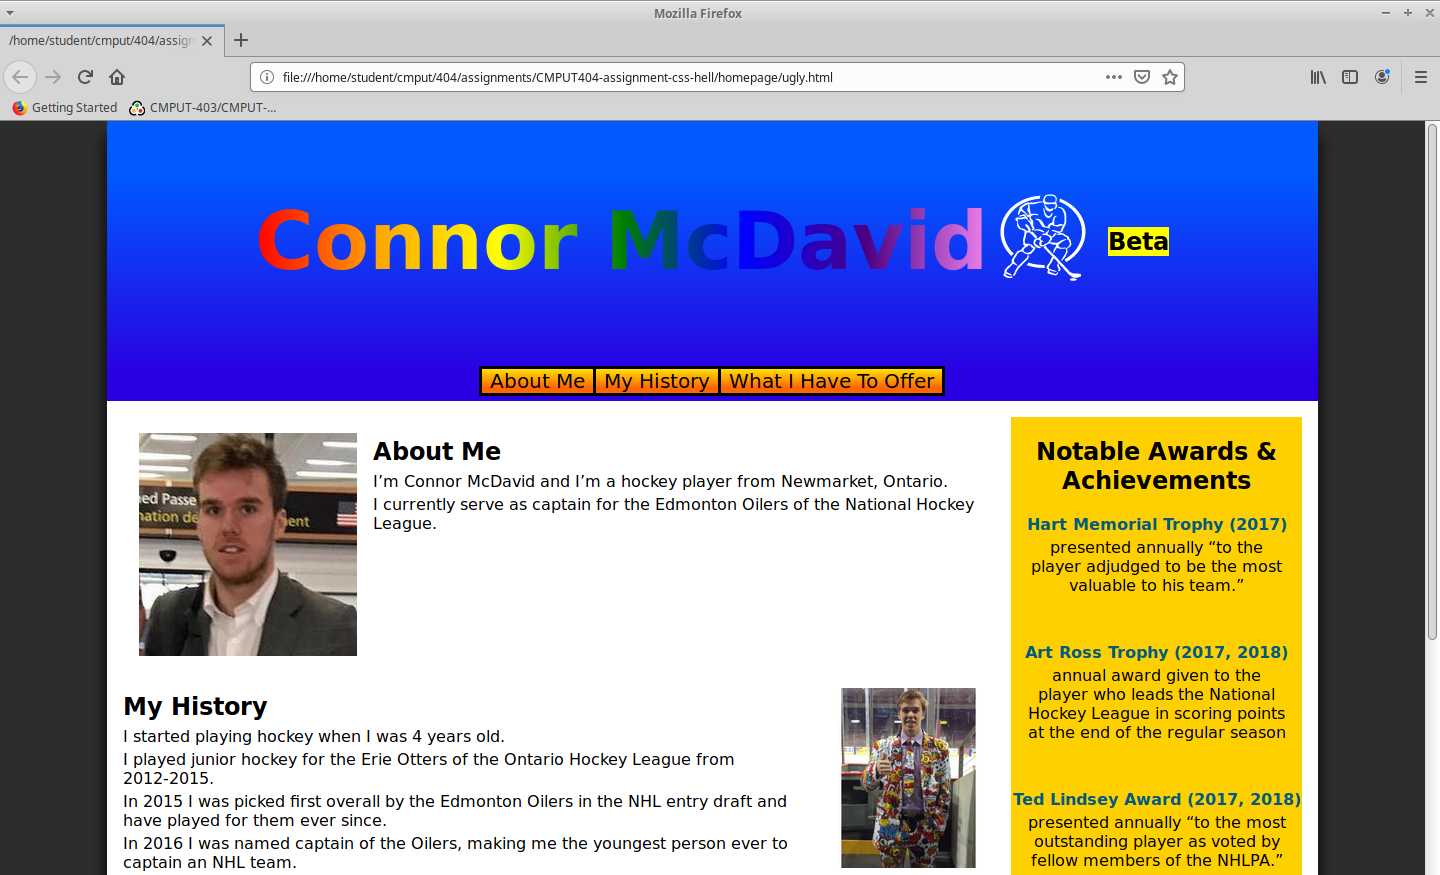 Mozilla Firefox
/home/student/cmput/404/assign
file:///home/student/cmput/404/assignments/CMPUT404-assignment-css-hell/homepage/ugly.html
Getting Started
CMPUT-403/CMPUT-...
Connor McDavid
Beta
About Me
My History
What I Have To Offer
About Me
I’m Connor McDavid and I’m a hockey player from Newmarket, Ontario.
I currently serve as captain for the Edmonton Oilers of the National Hockey
League.
My History
I started playing hockey when I was 4 years old.
I played junior hockey for the Erie Otters of the Ontario Hockey League from
2012-2015.
In 2015 I was picked first overall by the Edmonton Oilers in the NHL entry draft and
have played for them ever since.
In 2016 I was named captain of the Oilers, making me the youngest person ever to
captain an NHL team.
Notable Awards &
Achievements
Hart Memorial Trophy (2017)
presented annually “to the
player adjudged to be the most
valuable to his team.”
Art Ross Trophy (2017, 2018)
annual award given to the
player who leads the National
Hockey League in scoring points
at the end of the regular season
Ted Lindsey Award (2017, 2018)
presented annually “to the most
outstanding player as voted by
fellow members of the NHLPA.”